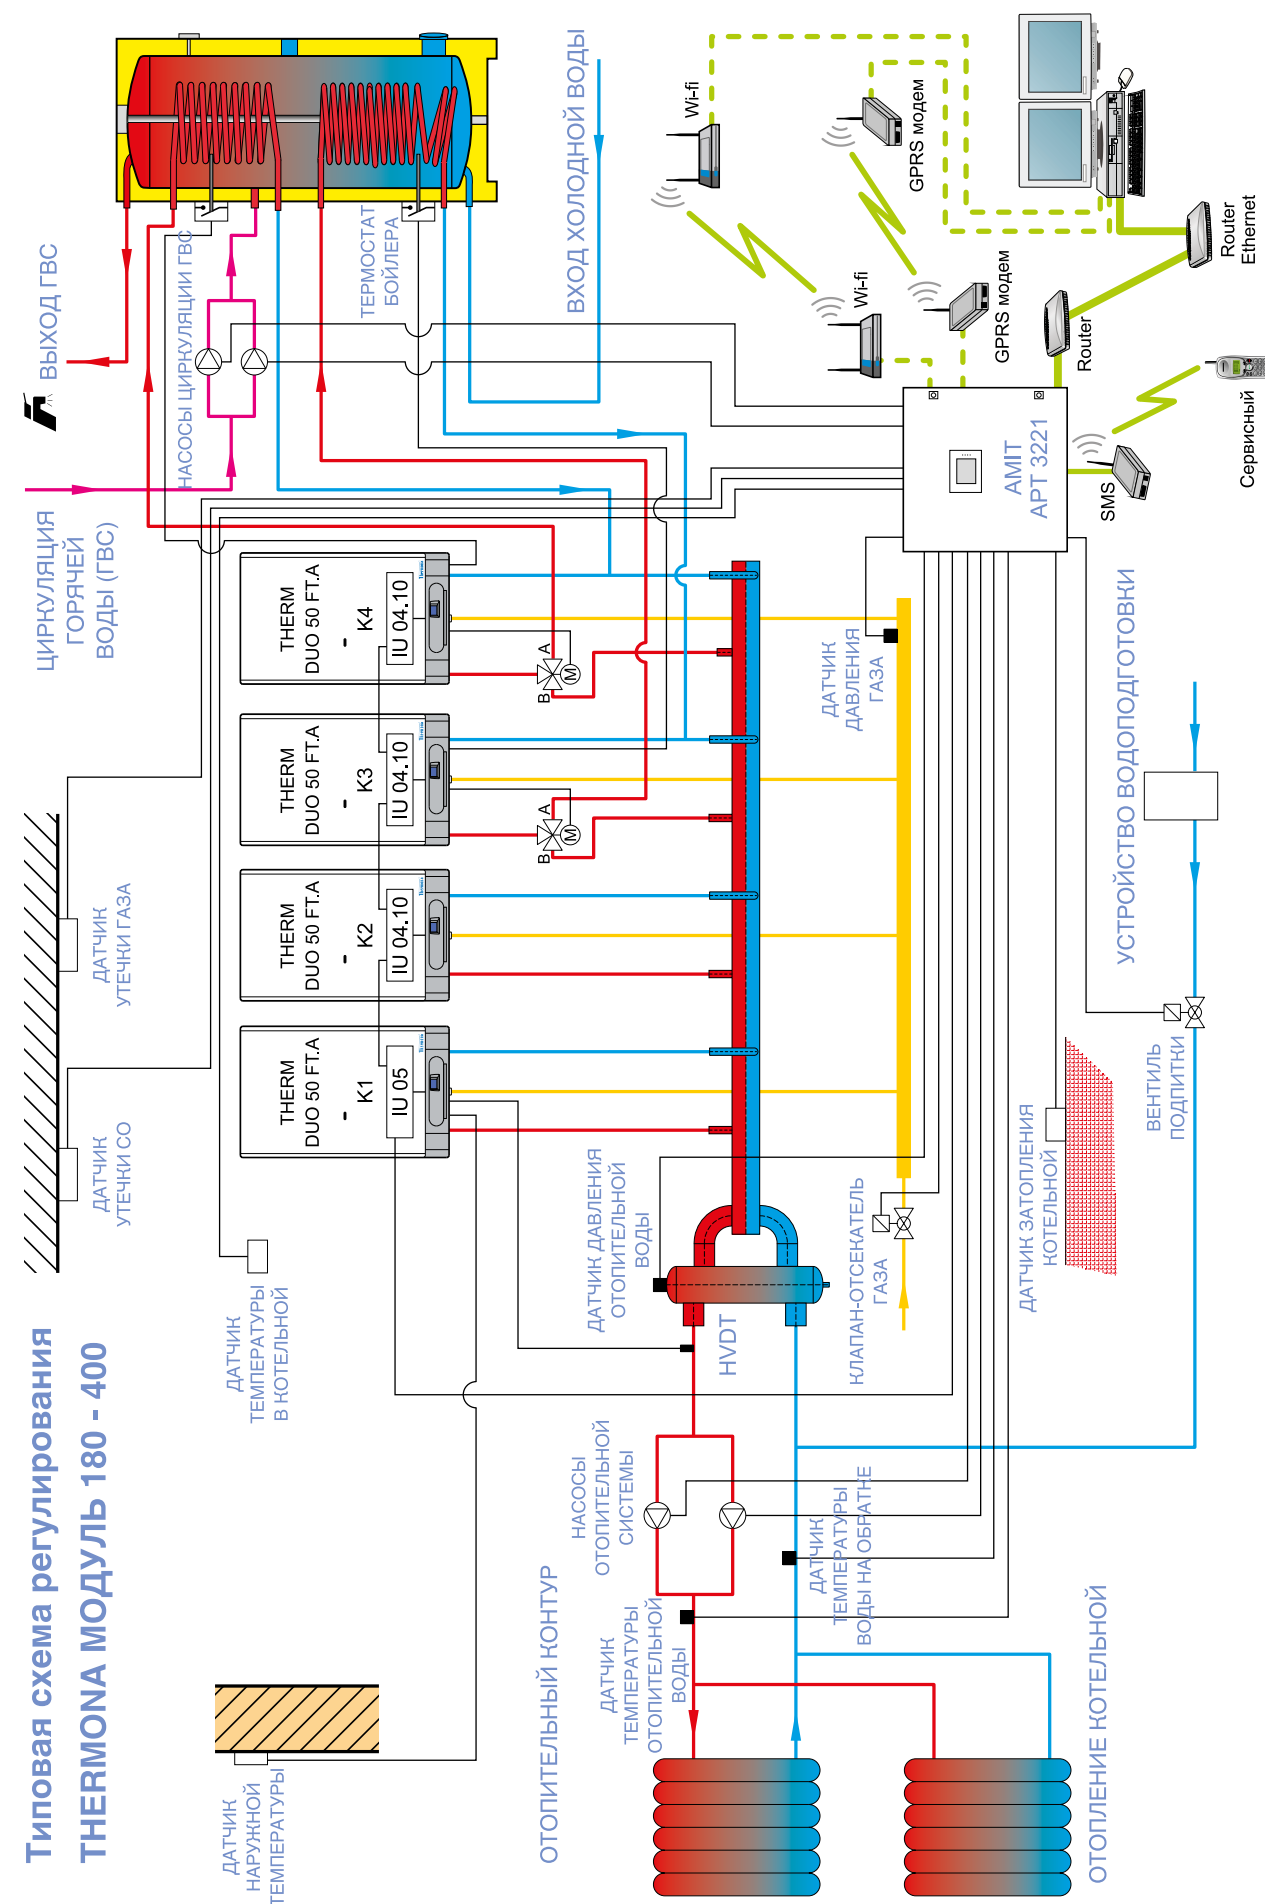 Типовая схема регулирования
THERMONA МОДУЛЬ 180 - 400
ДАТЧИК
УТЕЧКИ СО
ДАТЧИК
УТЕЧКИ ГАЗА
ЦИРКУЛЯЦИЯ
ГОРЯЧЕЙ
ВОДЫ (ГВС)
ВЫХОД ГВС
НАСОСЫ ЦИРКУЛЯЦИИ ГВС
ДАТЧИК
НАРУЖНОЙ
ТЕМПЕРАТУРЫ
ДАТЧИК
ТЕМПЕРАТУРЫ
В КОТЕЛЬНОЙ
THERM
DUO 50 FT.A
-
K1
IU 05
Thermona
THERM
DUO 50 FT.A
-
K2
IU 04.10
Thermona
THERM
DUO 50 FT.A
-
K3
IU 04.10
Thermona
THERM
DUO 50 FT.A
-
K4
IU 04.10
Thermona
ТЕРМОСТАТ
БОЙЛЕРА
ВХОД ХОЛОДНОЙ ВОДЫ
B
A
M
B
A
M
ОТОПИТЕЛЬНЫЙ КОНТУР
НАСОСЫ
ОТОПИТЕЛЬНОЙ
СИСТЕМЫ
ДАТЧИК ДАВЛЕНИЯ
ОТОПИТЕЛЬНОЙ
ВОДЫ
ДАТЧИК
ТЕМПЕРАТУРЫ
ОТОПИТЕЛЬНОЙ
ВОДЫ
HVDT
ДАТЧИК
ТЕМПЕРАТУРЫ
ВОДЫ НА ОБРАТНЕ
КЛАПАН-ОТСЕКАТЕЛЬ
ГАЗА
ДАТЧИК
ДАВЛЕНИЯ
ГАЗА
Wi-fi
Wi-fi
GPRS модем
GPRS модем
AMIT
APT 3221
Router
Router
Ethernet
SMS
Сервисный
ДАТЧИК ЗАТОПЛЕНИЯ
КОТЕЛЬНОЙ
ОТОПЛЕНИЕ КОТЕЛЬНОЙ
ВЕНТИЛЬ
ПОДПИТКИ
УСТРОЙСТВО ВОДОПОДГОТОВКИ